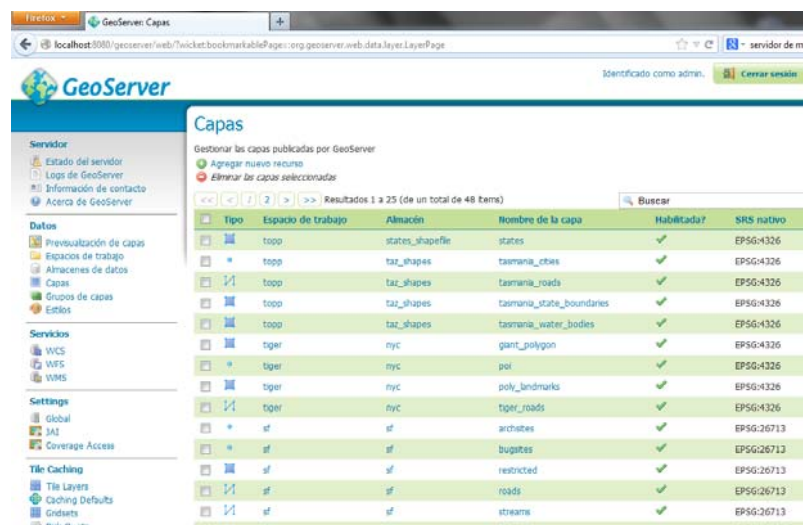 Firefox
GeoServer: Capas
localhost:8080/geoserver/web/?wicket:bookmarkablePage=:org.geoserver.web.data.layer.LayerPage
servidor de m
GeoServer
Identificado como admin.
Cerrar sesión
Servidor
Estado del servidor
Logs de GeoServer
Información de contacto
Acerca de GeoServer
Datos
Previsualización de capas
Espacios de trabajo
Almacenes de datos
Capas
Grupos de capas
Estilos
Servicios
WCS
WFS
WMS
Settings
Global
JAI
Coverage Access
Tile Caching
Tile Layers
Caching Defaults
Gridsets
Capas
Gestionar las capas publicadas por GeoServer
Agregar nuevo recurso
Eliminar las capas seleccionadas
<< < 1 2 > >> Resultados 1 a 25 (de un total de 48 ítems)
Buscar
Tipo Espacio de trabajo Almacén Nombre de la capa Habilitada? SRS nativo
topp states_shapefile states EPSG:4326
topp taz_shapes tasmania_cities EPSG:4326
topp taz_shapes tasmania_roads EPSG:4326
topp taz_shapes tasmania_state_boundaries EPSG:4326
topp taz_shapes tasmania_water_bodies EPSG:4326
tiger nyc giant_polygon EPSG:4326
tiger nyc poi EPSG:4326
tiger nyc poly_landmarks EPSG:4326
tiger nyc tiger_roads EPSG:4326
sf sf archsites EPSG:26713
sf sf bugsites EPSG:26713
sf sf restricted EPSG:26713
sf sf roads EPSG:26713
sf sf streams EPSG:26713